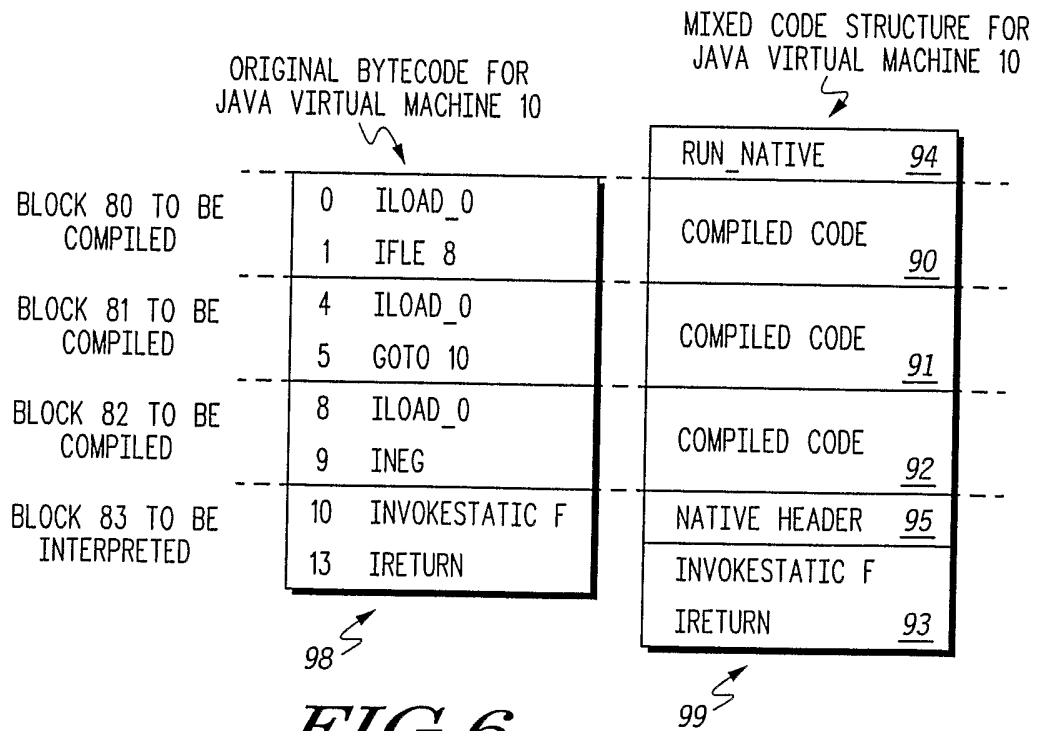 MIXED CODE STRUCTURE FOR
JAVA VIRTUAL MACHINE 10
ORIGINAL BYTECODE FOR
JAVA VIRTUAL MACHINE 10
BLOCK 80 TO BE
COMPILED
BLOCK 81 TO BE
COMPILED
BLOCK 82 TO BE
COMPILED
BLOCK 83 TO BE
INTERPRETED
0 ILOAD_0
1 IFLE 8
4 ILOAD_0
5 GOTO 10
8 ILOAD_0
9 INEG
10 INVOKESTATIC F
13 IRETURN
98
RUN_NATIVE 94
COMPILED CODE
90
COMPILED CODE
91
COMPILED CODE
92
NATIVE HEADER 95
INVOKESTATIC F
IRETURN 93
99
FIG.6